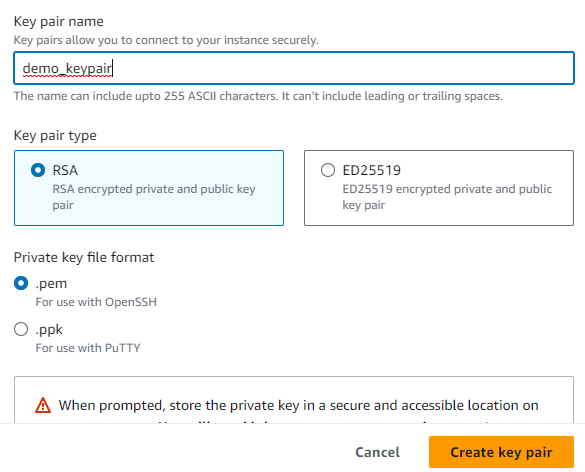 Key pair name
Key pairs allow you to connect to your instance securely.
demo_keypair
The name can include upto 255 ASCII characters. It can't include leading or trailing spaces.
Key pair type
RSA
RSA encrypted private and public key
pair
ED25519
ED25519 encrypted private and public
key pair
Private key file format
.pem
For use with OpenSSH
.ppk
For use with PuTTY
When prompted, store the private key in a secure and accessible location on
Cancel
Create key pair